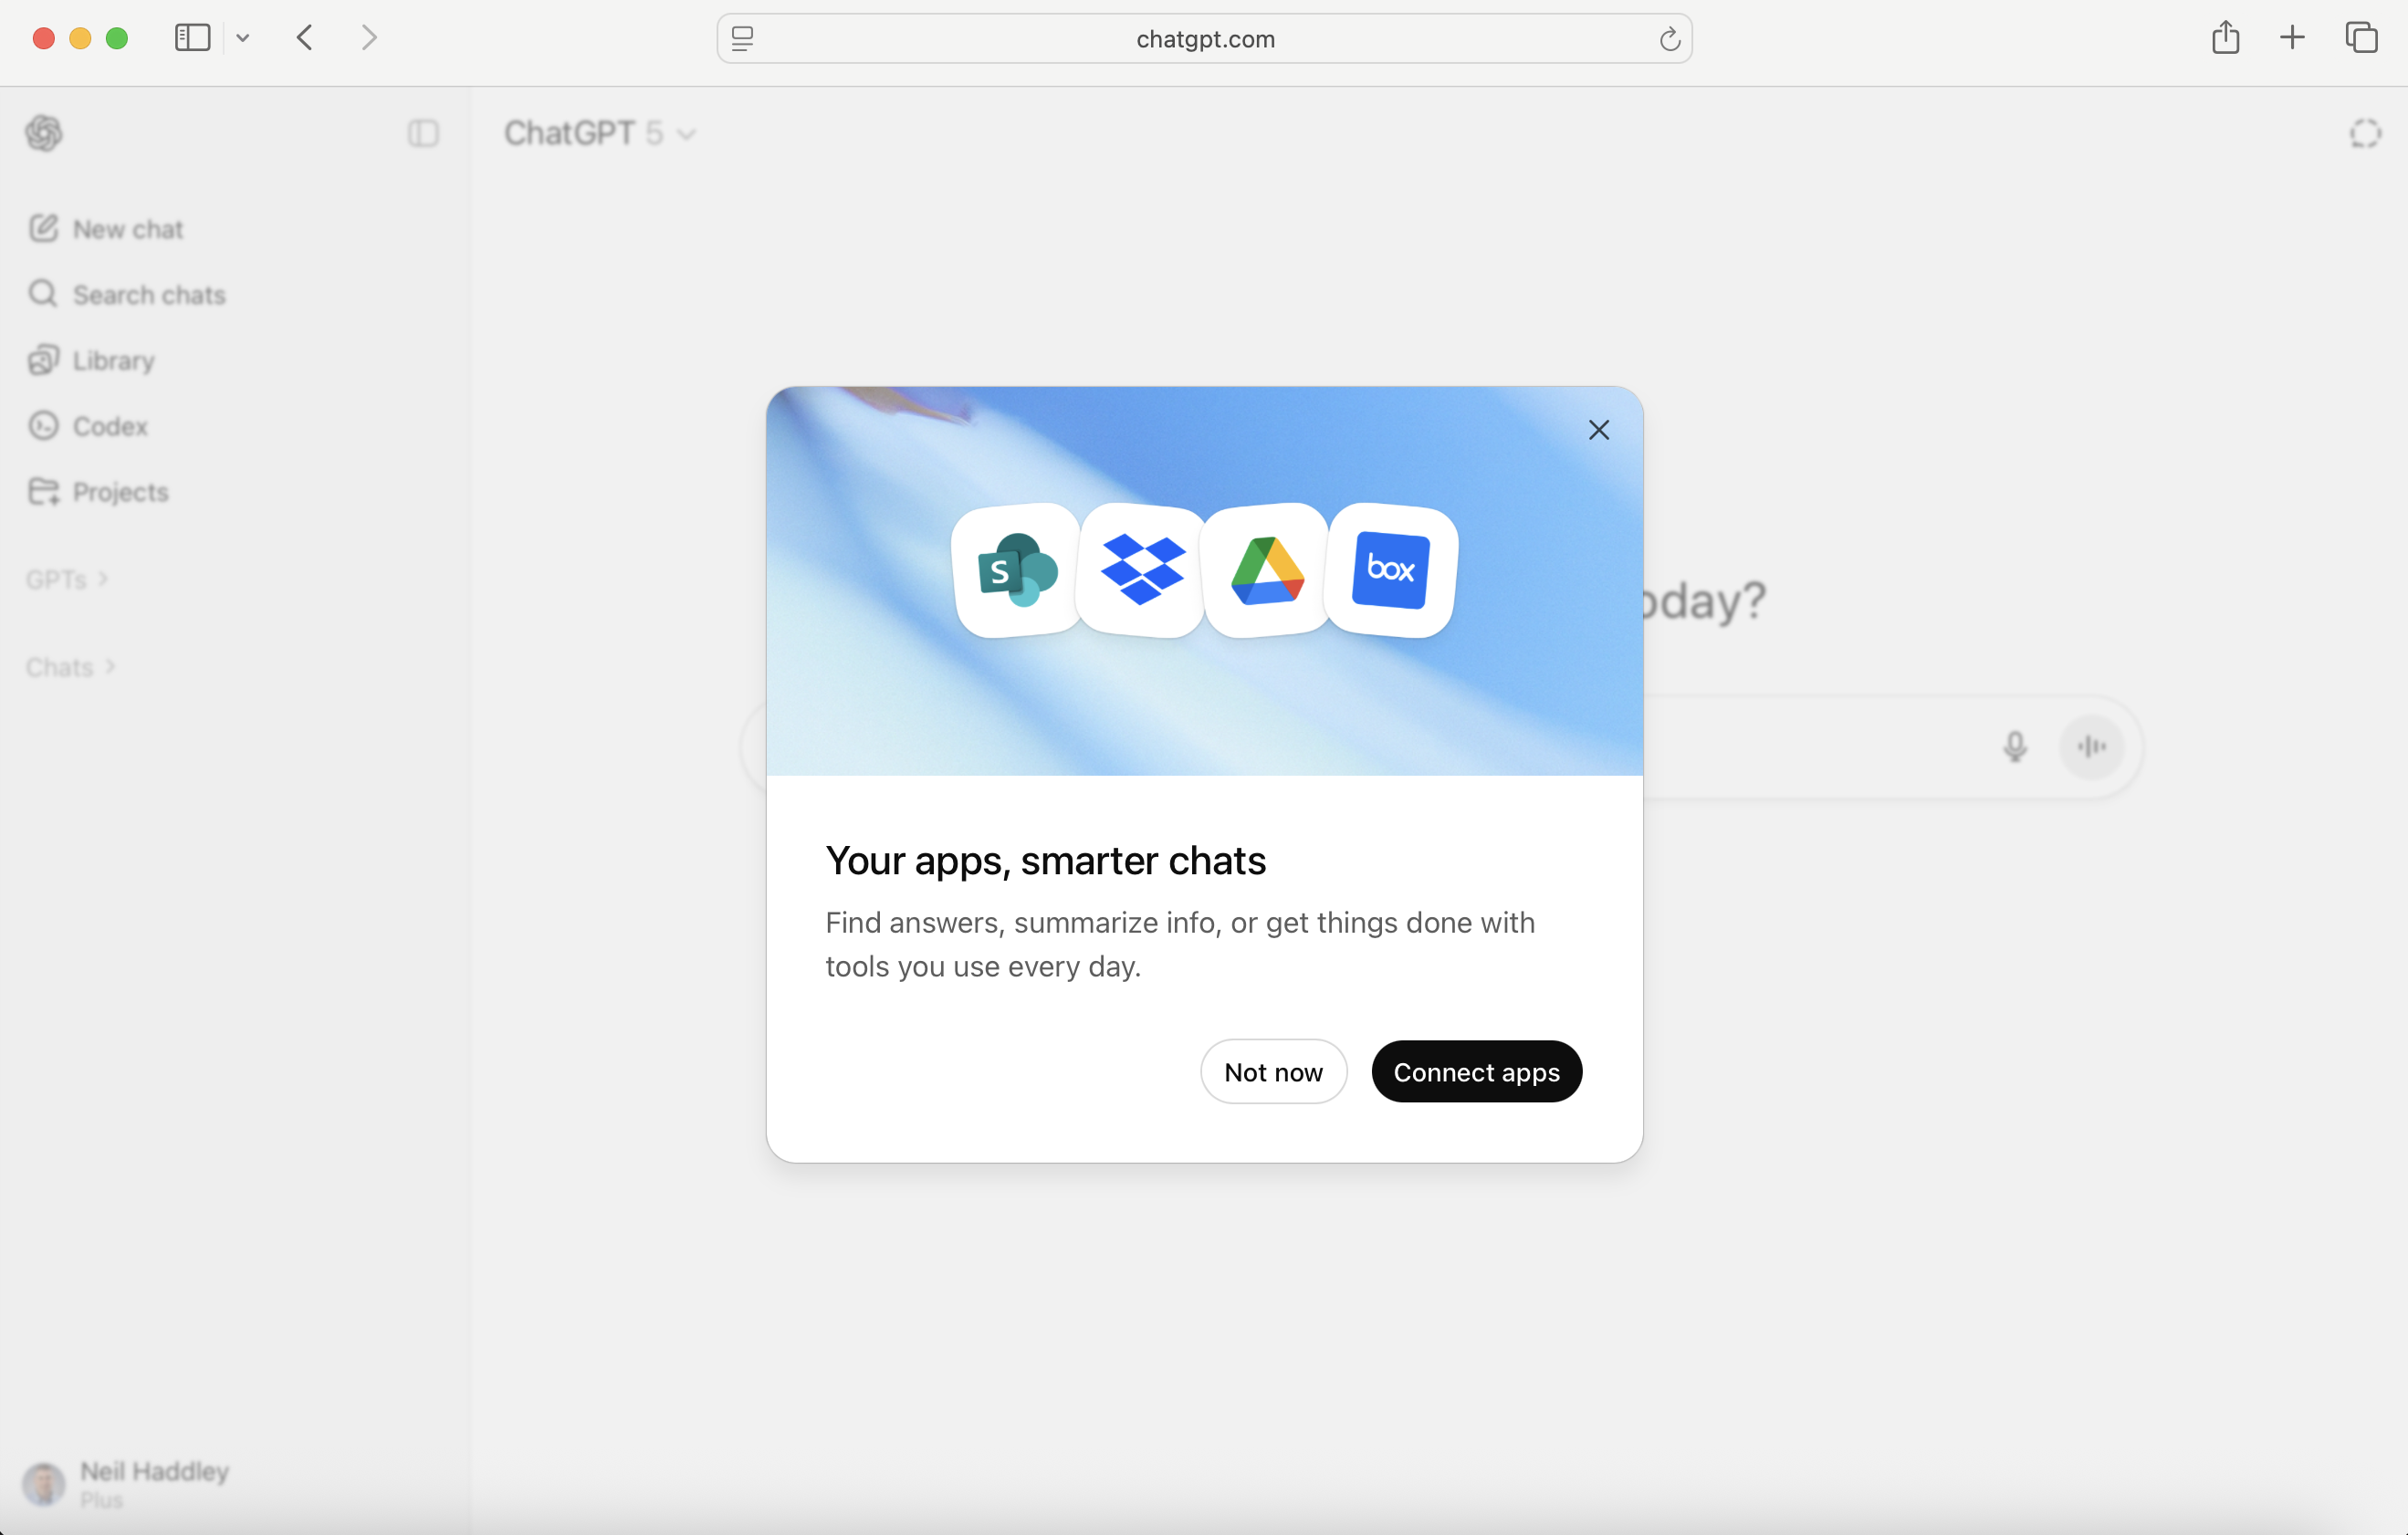 chatgpt.com
ChatGPT 5
New chat
Search chats
Library
Codex
Projects
GPTs
Chats
oday?
S
box
Your apps, smarter chats
Find answers, summarize info, or get things done with
tools you use every day.
Not now
Connect apps
Neil Haddley
Plus